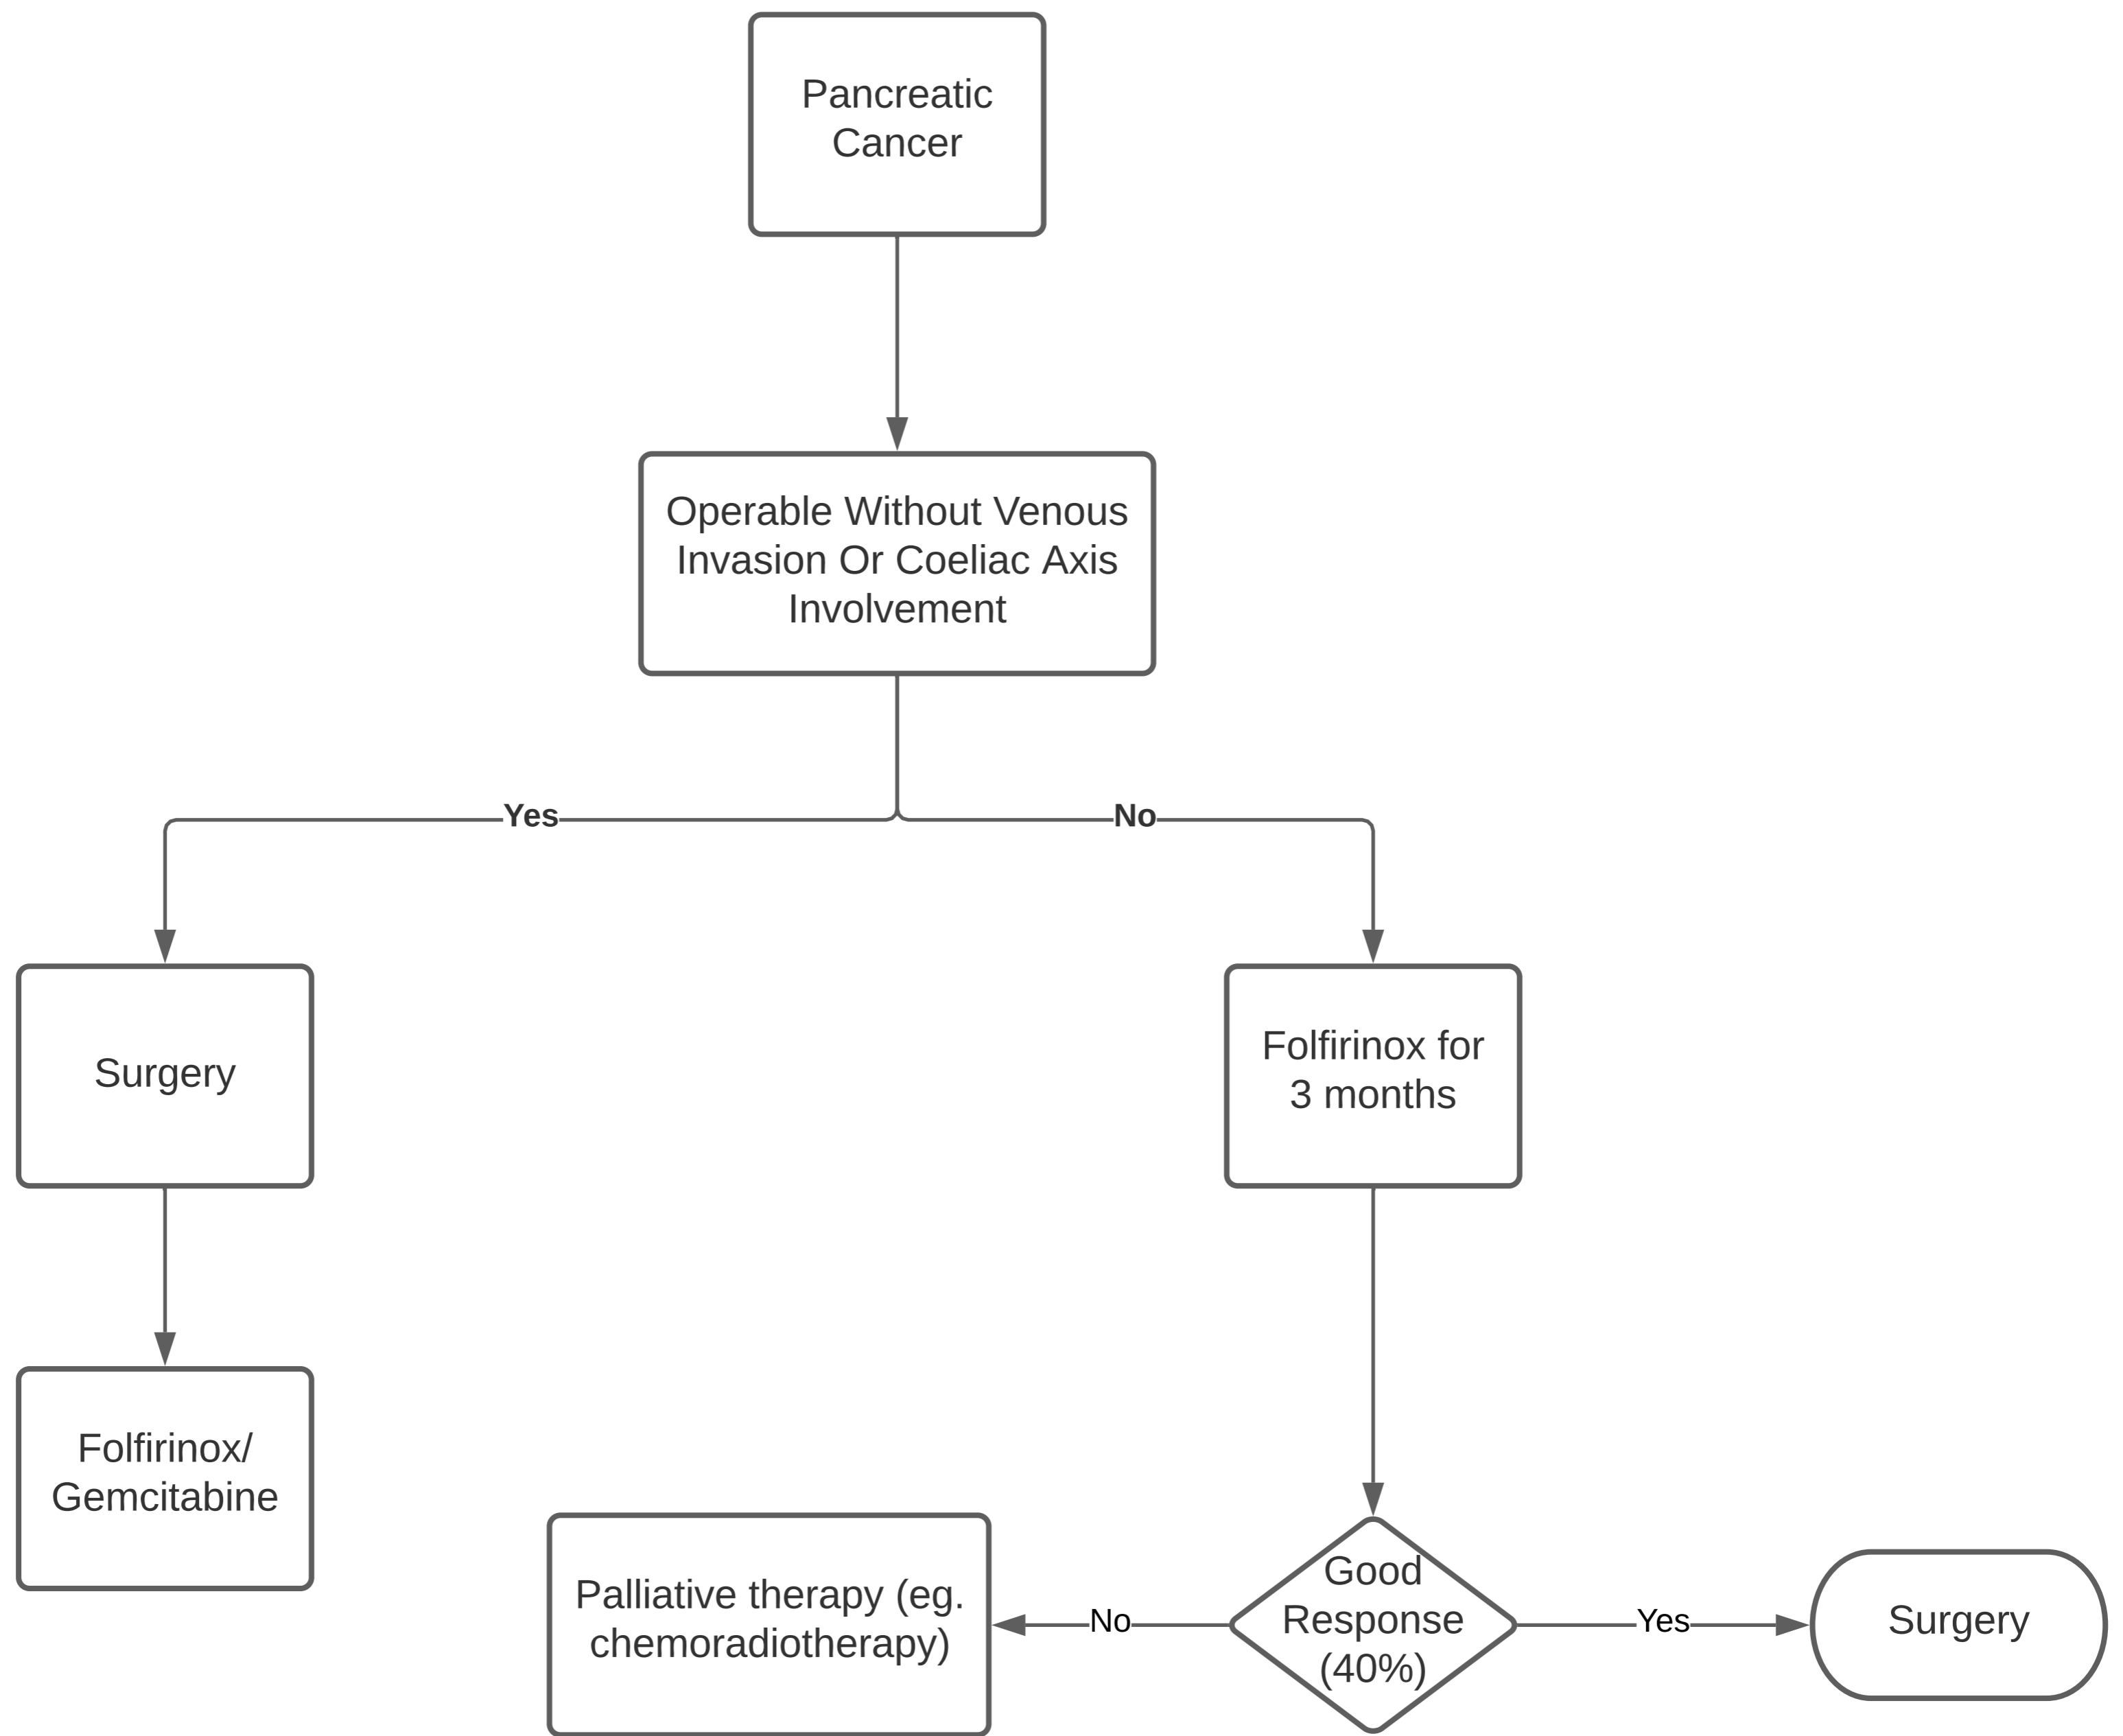 Pancreatic
Cancer
Operable Without Venous
Invasion Or Coeliac Axis
Involvement
Yes
No
Surgery
Folfirinox for
3 months
Folfirinox/
Gemcitabine
Palliative therapy (eg.
chemoradiotherapy)
No
Good
Response
(40%)
Yes
Surgery